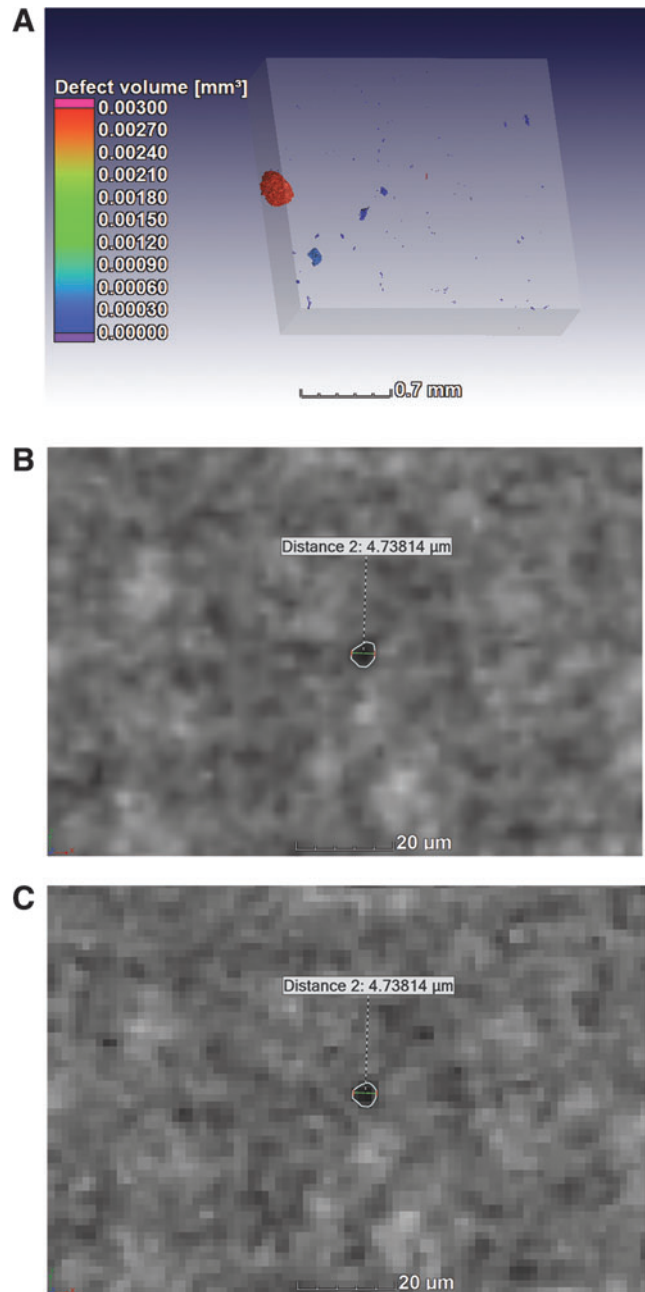 A
Defect volume [mm³]
0.00300
0.00270
0.00240
0.00210
0.00180
0.00150
0.00120
0.00090
0.00060
0.00030
0.00000
0.7 mm
B
Distance 2: 4.73814 µm
20 µm
C
Distance 2: 4.73814 µm
20 µm